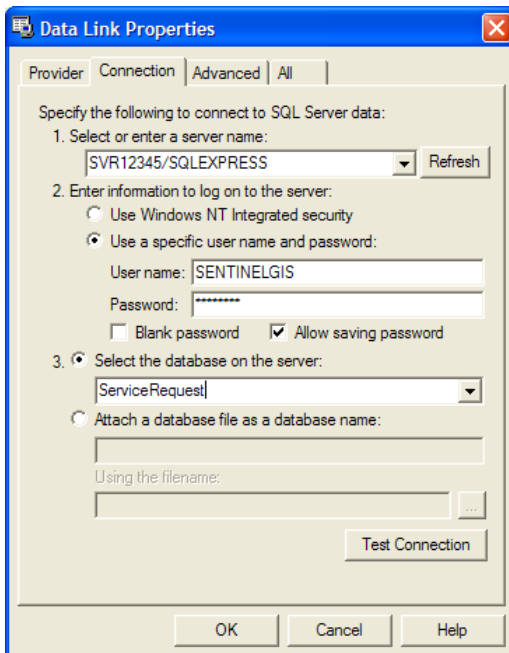 Data Link Properties
Provider Connection Advanced All
Specify the following to connect to SQL Server data:
1. Select or enter a server name:
SVR12345/SQLEXPRESS Refresh
2. Enter information to log on to the server:
Use Windows NT Integrated security
Use a specific user name and password:
User name: SENTINELGIS
Password: ********
Blank password Allow saving password
3. Select the database on the server:
ServiceRequest
Attach a database file as a database name:
Using the filename:
...
Test Connection
OK Cancel Help